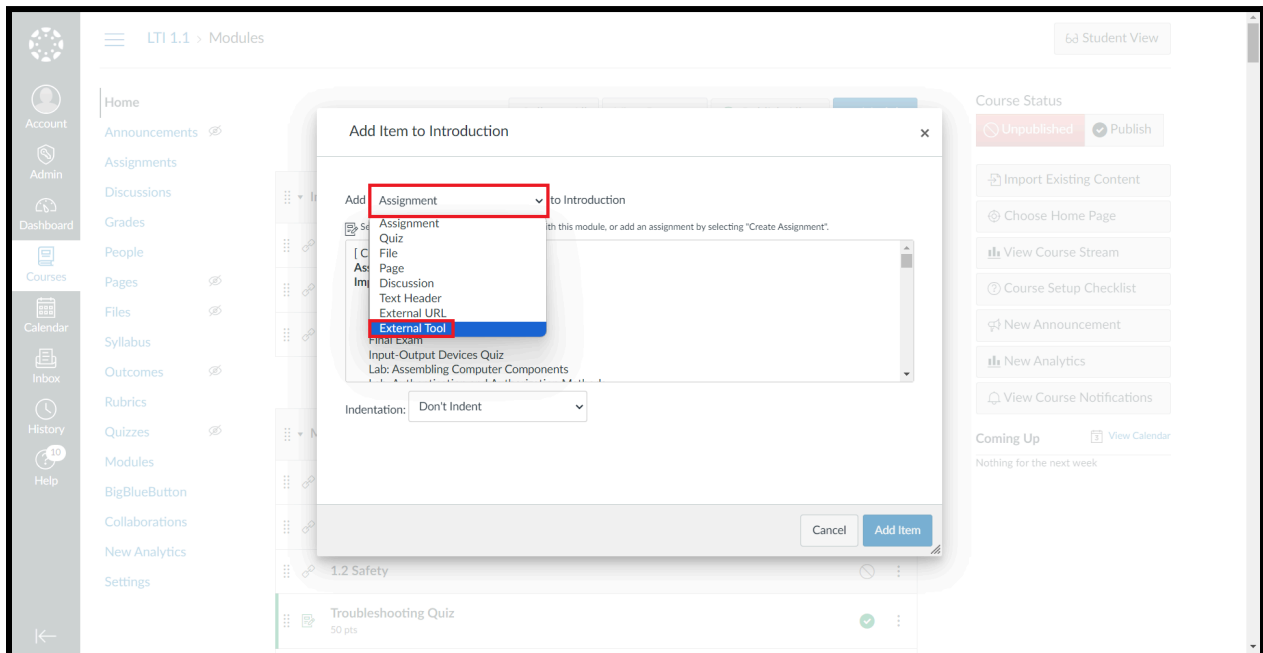 LTI 1.1 > Modules
Student View
Account
Admin
Dashboard
Courses
Calendar
Inbox
History
10
Help
Home
Announcements
Assignments
Discussions
Grades
People
Pages
Files
Syllabus
Outcomes
Rubrics
Quizzes
Modules
BigBlueButton
Collaborations
New Analytics
Settings
Add Item to Introduction
×
Add Assignment to Introduction
Assignment
Quiz
File
Page
Discussion
Text Header
External URL
External Tool
th this module, or add an assignment by selecting "Create Assignment".
[ C
Final Exam
Input-Output Devices Quiz
Lab: Assembling Computer Components
Indentation: Don't Indent
Cancel
Add Item
1.2 Safety
Troubleshooting Quiz
50 pts
Course Status
Unpublished
Publish
Import Existing Content
Choose Home Page
View Course Stream
Course Setup Checklist
New Announcement
New Analytics
View Course Notifications
Coming Up
3 View Calendar
Nothing for the next week